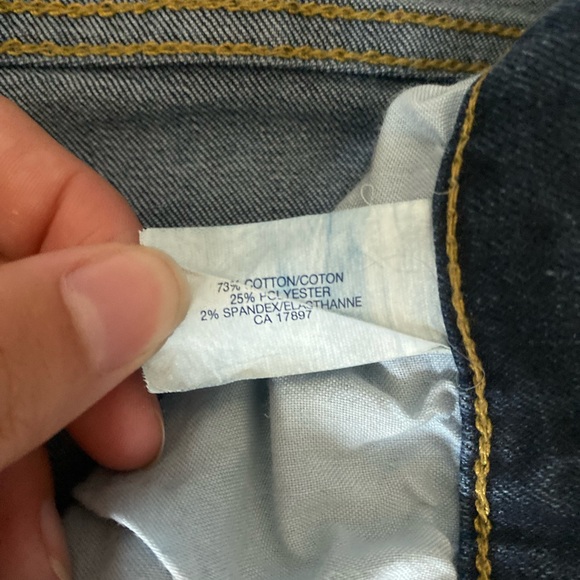 73% COTTON/COTON
25% POLYESTER
2% SPANDEX/ELASTHANNE
CA 17897